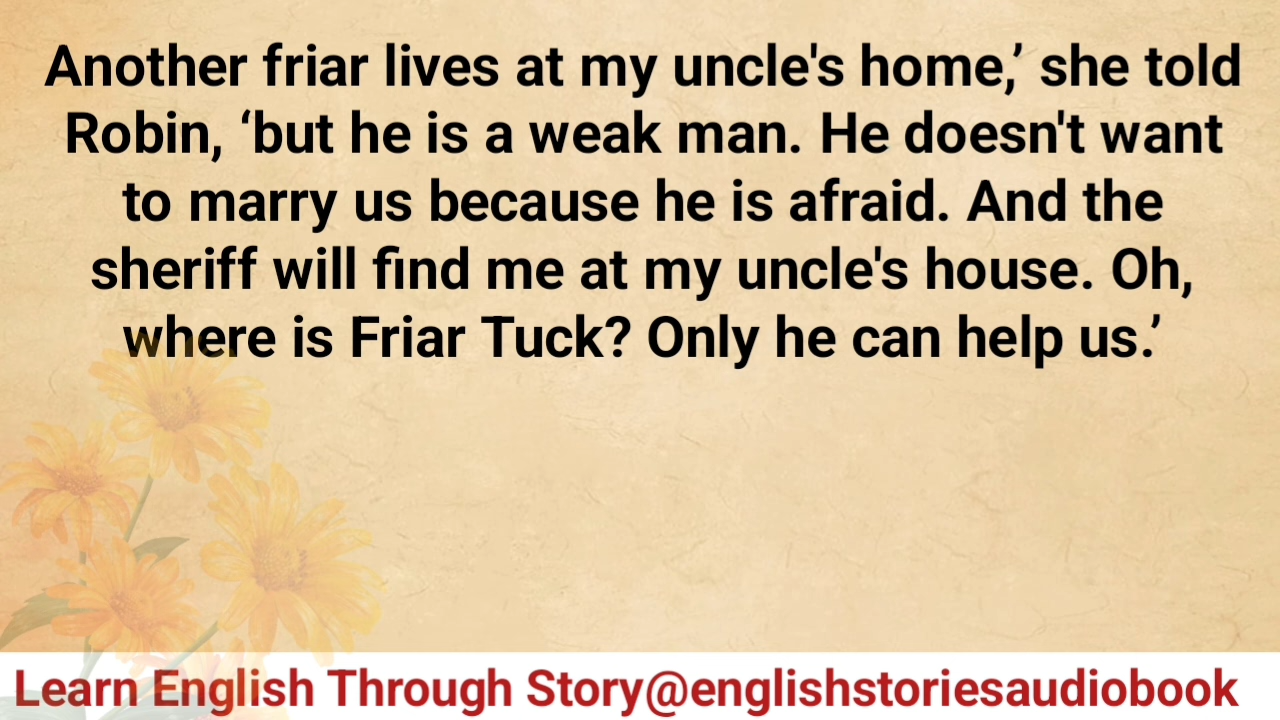 Another friar lives at my uncle's home,’ she told
Robin, ‘but he is a weak man. He doesn't want
to marry us because he is afraid. And the
sheriff will find me at my uncle's house. Oh,
where is Friar Tuck? Only he can help us.’
Learn English Through Story@englishstoriesaudiobook